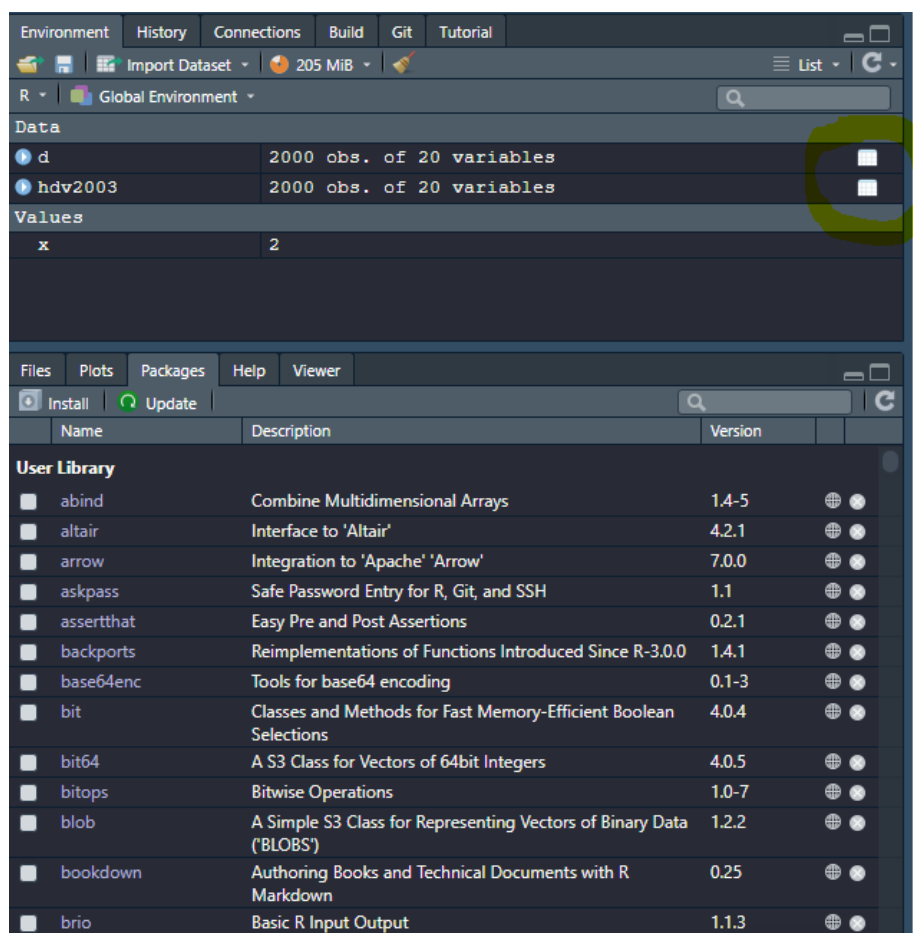 Environment History Connections Build Git Tutorial
Import Dataset 205 MiB List
R Global Environment
Data
d 2000 obs. of 20 variables
hdv2003 2000 obs. of 20 variables
Values
x 2
Files Plots Packages Help Viewer
Install Update
Name Description Version
User Library
abind Combine Multidimensional Arrays 1.4-5
altair Interface to 'Altair' 4.2.1
arrow Integration to 'Apache' 'Arrow' 7.0.0
askpass Safe Password Entry for R, Git, and SSH 1.1
assertthat Easy Pre and Post Assertions 0.2.1
backports Reimplementations of Functions Introduced Since R-3.0.0 1.4.1
base64enc Tools for base64 encoding 0.1-3
bit Classes and Methods for Fast Memory-Efficient Boolean 4.0.4
Selections
bit64 A S3 Class for Vectors of 64bit Integers 4.0.5
bitops Bitwise Operations 1.0-7
blob A Simple S3 Class for Representing Vectors of Binary Data 1.2.2
('BLOBS')
bookdown Authoring Books and Technical Documents with R 0.25
Markdown
brio Basic R Input Output 1.1.3